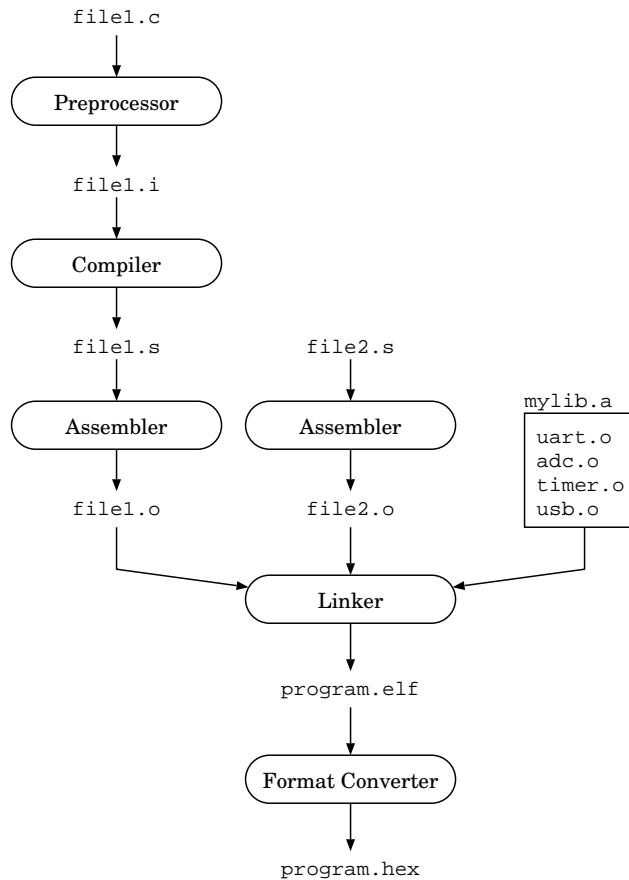 file1.c
Preprocessor
file1.i
Compiler
file1.s
file2.s
Assembler
Assembler
mylib.a
uart.o
adc.o
timer.o
usb.o
file1.o
file2.o
Linker
program.elf
Format Converter
program.hex